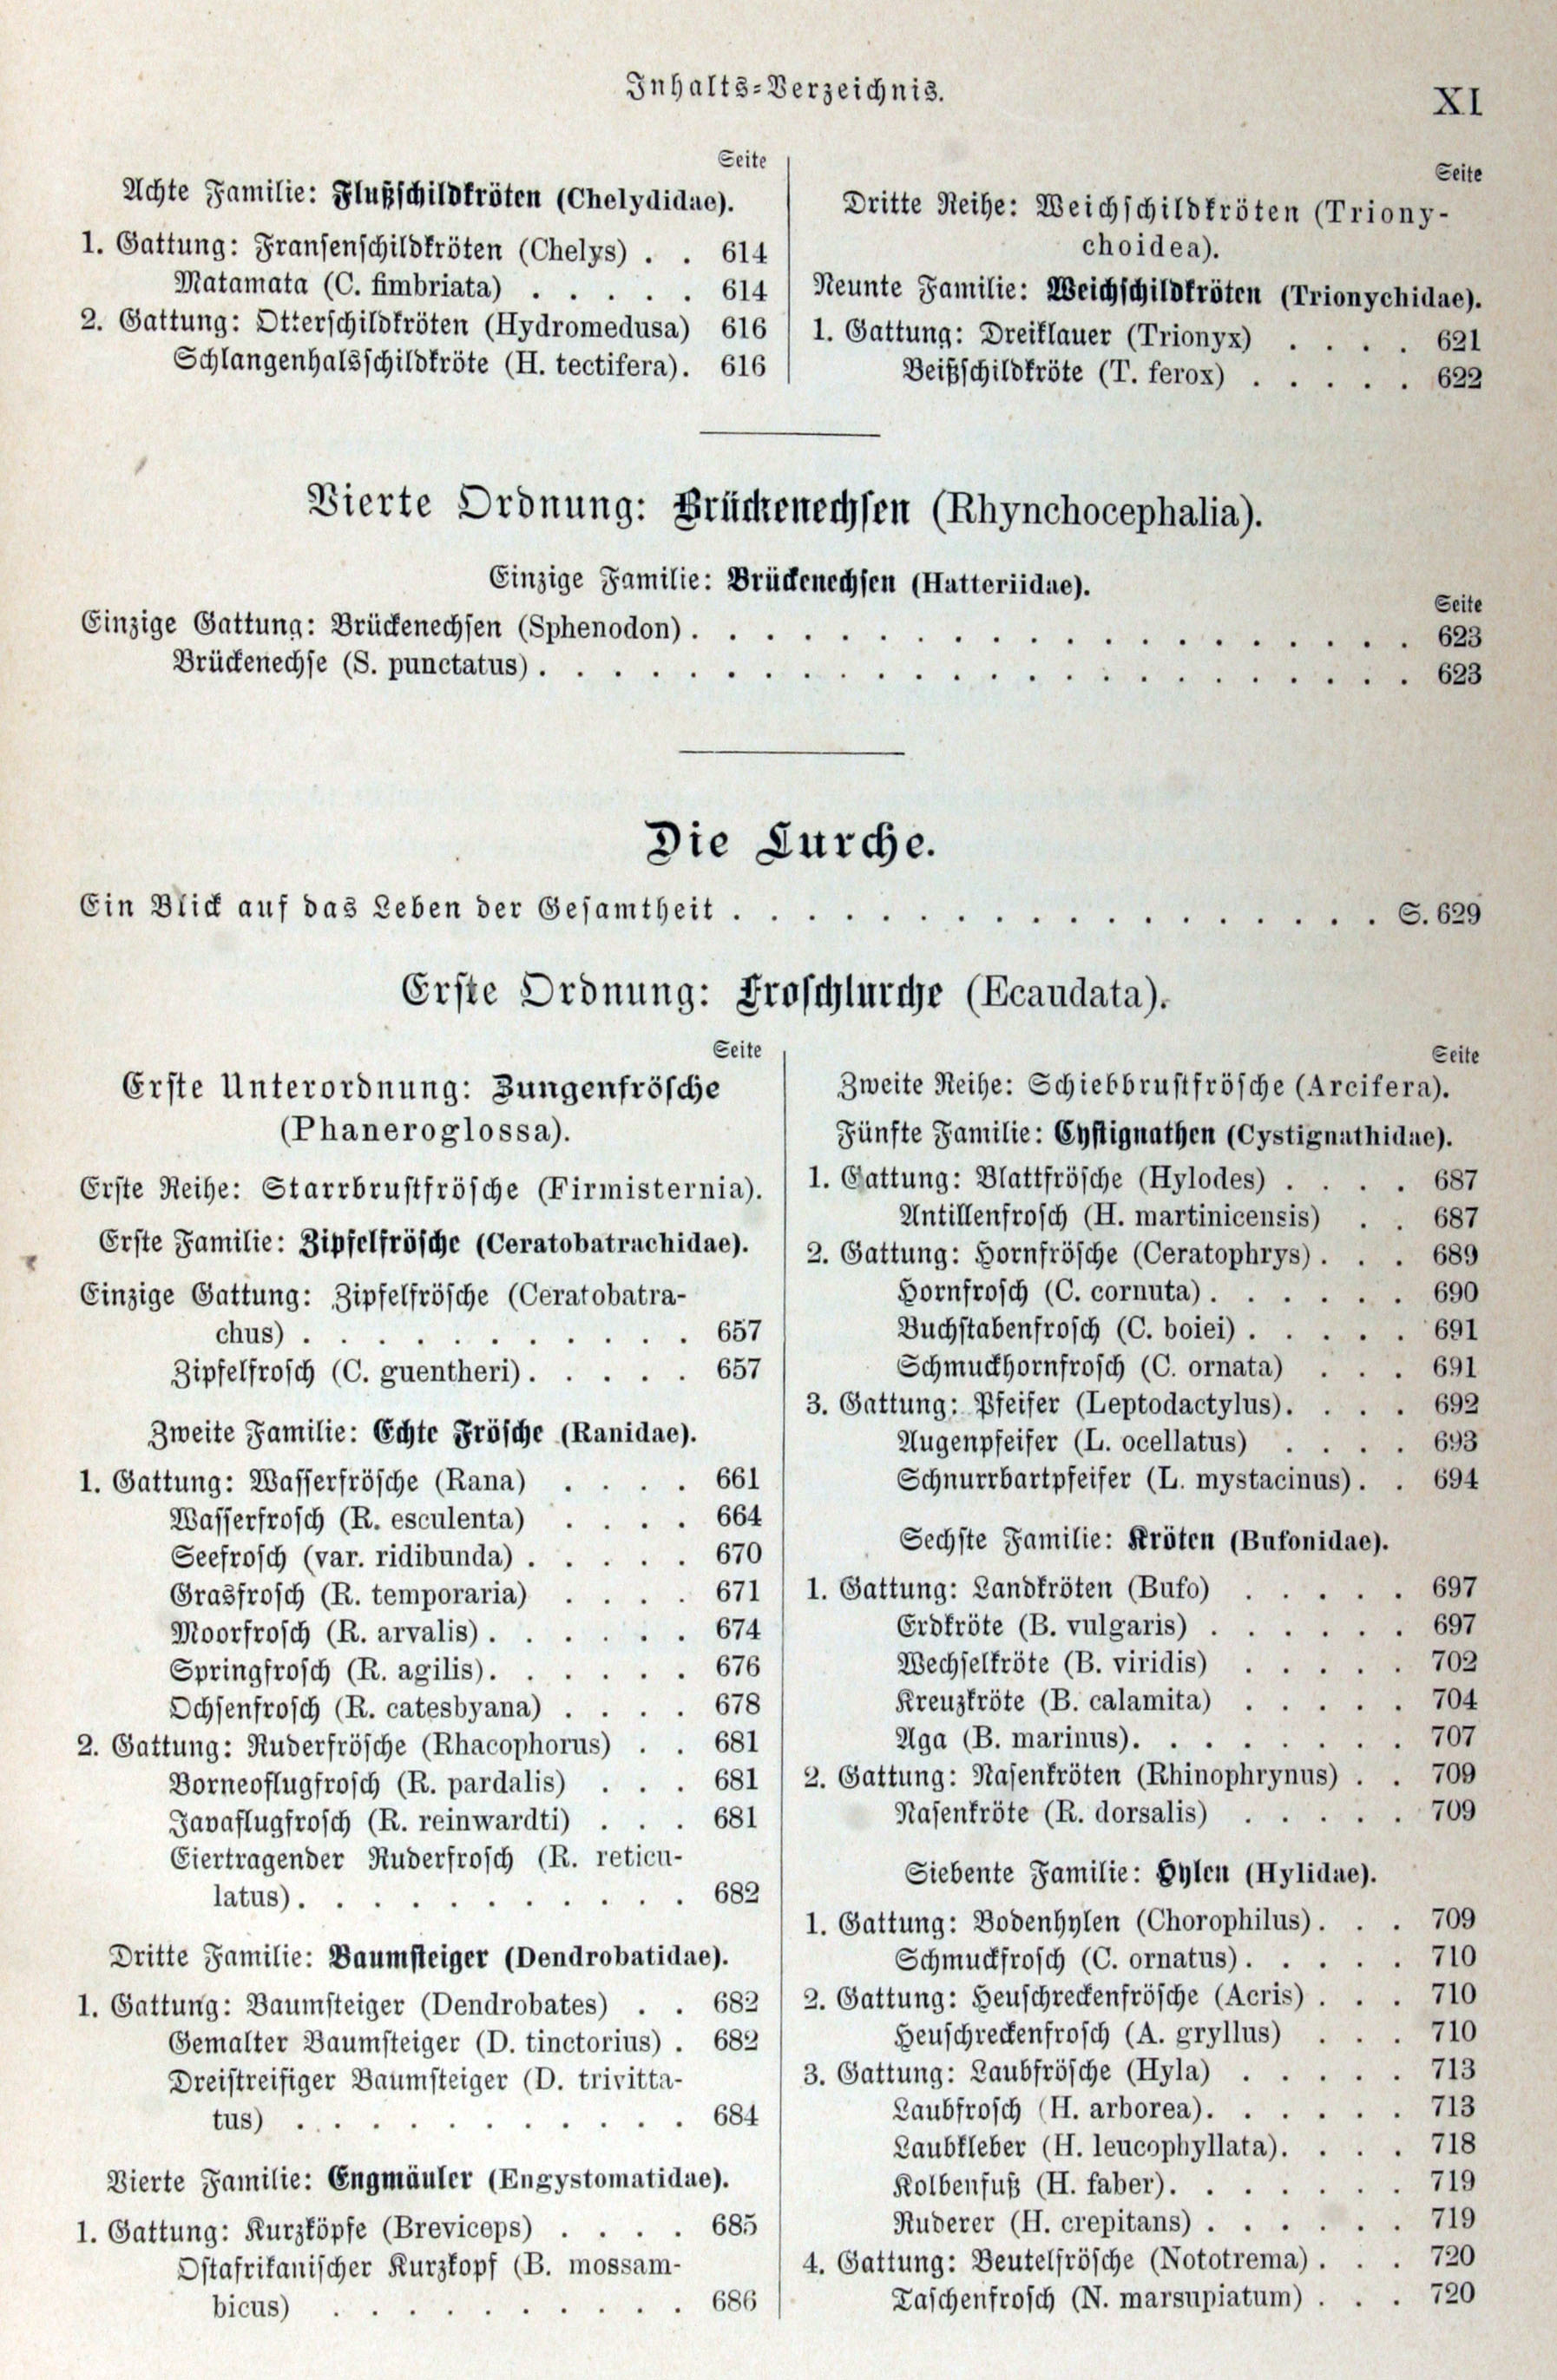 Inhalts-Verzeichnis.
XI
Seite
Achte Familie: Flußschildkröten (Chelydidae).
1. Gattung: Fransenschildkröten (Chelys) . . 614
Matamata (C. fimbriata) . . . . . 614
2. Gattung: Otterschildkröten (Hydromedusa) 616
Schlangenhalsschildkröte (H. tectifera). 616
Seite
Dritte Reihe: Weichschildkröten (Triony-
choidea).
Neunte Familie: Weichschildkröten (Trionychidae).
1. Gattung: Dreiklauer (Trionyx) . . . . 621
Beißschildkröte (T. ferox) . . . . . 622
Vierte Ordnung: Brückenechsen (Rhynchocephalia).
Einzige Familie: Brückenechsen (Hatteriidae).
Seite
Einzige Gattung: Brückenechsen (Sphenodon) . . . . . . . . . . . . . . . . . . . . 623
Brückenechse (S. punctatus) . . . . . . . . . . . . . . . . . . . . . . . . 623
Die Lurche.
Ein Blick auf das Leben der Gesamtheit . . . . . . . . . . . . . . . . . . S. 629
Erste Ordnung: Froschlurche (Ecaudata).
Seite
Erste Unterordnung: Zungenfrösche
(Phaneroglossa).
Erste Reihe: Starrbrustfrösche (Firmisternia).
Erste Familie: Zipfelfrösche (Ceratobatrachidae).
Einzige Gattung: Zipfelfrösche (Ceratobatra-
chus) . . . . . . . . . . . 657
Zipfelfrosch (C. guentheri) . . . . . 657
Zweite Familie: Echte Frösche (Ranidae).
1. Gattung: Wasserfrösche (Rana) . . . . 661
Wasserfrosch (R. esculenta) . . . . 664
Seefrosch (var. ridibunda) . . . . . 670
Grasfrosch (R. temporaria) . . . . 671
Moorfrosch (R. arvalis) . . . . . . 674
Springfrosch (R. agilis) . . . . . . 676
Ochsenfrosch (R. catesbyana) . . . . 678
2. Gattung: Ruderfrösche (Rhacophorus) . . 681
Borneoflugfrosch (R. pardalis) . . . 681
Javaflugfrosch (R. reinwardti) . . . 681
Eiertragender Ruderfrosch (R. reticu-
latus) . . . . . . . . . . . 682
Dritte Familie: Baumsteiger (Dendrobatidae).
1. Gattung: Baumsteiger (Dendrobates) . . 682
Gemalter Baumsteiger (D. tinctorius) . 682
Dreistreifiger Baumsteiger (D. trivitta-
tus) . . . . . . . . . . . 684
Vierte Familie: Engmäuler (Engystomatidae).
1. Gattung: Kurzköpfe (Breviceps) . . . . 685
Ostafrikanischer Kurzkopf (B. mossam-
bicus) . . . . . . . . . . 686
Seite
Zweite Reihe: Schiebbrustfrösche (Arcifera).
Fünfte Familie: Cystignathen (Cystignathidae).
1. Gattung: Blattfrösche (Hylodes) . . . . 687
Antillenfrosch (H. martinicensis) . . 687
2. Gattung: Hornfrösche (Ceratophrys) . . . 689
Hornfrosch (C. cornuta) . . . . . . 690
Buchstabenfrosch (C. boiei) . . . . . 691
Schmuckhornfrosch (C. ornata) . . . 691
3. Gattung: Pfeifer (Leptodactylus) . . . . 692
Augenpfeifer (L. ocellatus) . . . . 693
Schnurrbartpfeifer (L. mystacinus) . . 694
Sechste Familie: Kröten (Bufonidae).
1. Gattung: Landkröten (Bufo) . . . . . 697
Erdkröte (B. vulgaris) . . . . . . 697
Wechselkröte (B. viridis) . . . . . 702
Kreuzkröte (B. calamita) . . . . . 704
Aga (B. marinus) . . . . . . . . 707
2. Gattung: Nasenkröten (Rhinophrynus) . . 709
Nasenkröte (R. dorsalis) . . . . . 709
Siebente Familie: Hylen (Hylidae).
1. Gattung: Bodenhylen (Chorophilus) . . . 709
Schmuckfrosch (C. ornatus) . . . . . 710
2. Gattung: Heuschreckenfrösche (Acris) . . . 710
Heuschreckenfrosch (A. gryllus) . . . 710
3. Gattung: Laubfrösche (Hyla) . . . . . 713
Laubfrosch (H. arborea) . . . . . . 713
Laubkleber (H. leucophyllata) . . . . 718
Kolbenfuß (H. faber) . . . . . . . 719
Ruderer (H. crepitans) . . . . . . 719
4. Gattung: Beutelfrösche (Nototrema) . . . 720
Taschenfrosch (N. marsupiatum) . . . 720